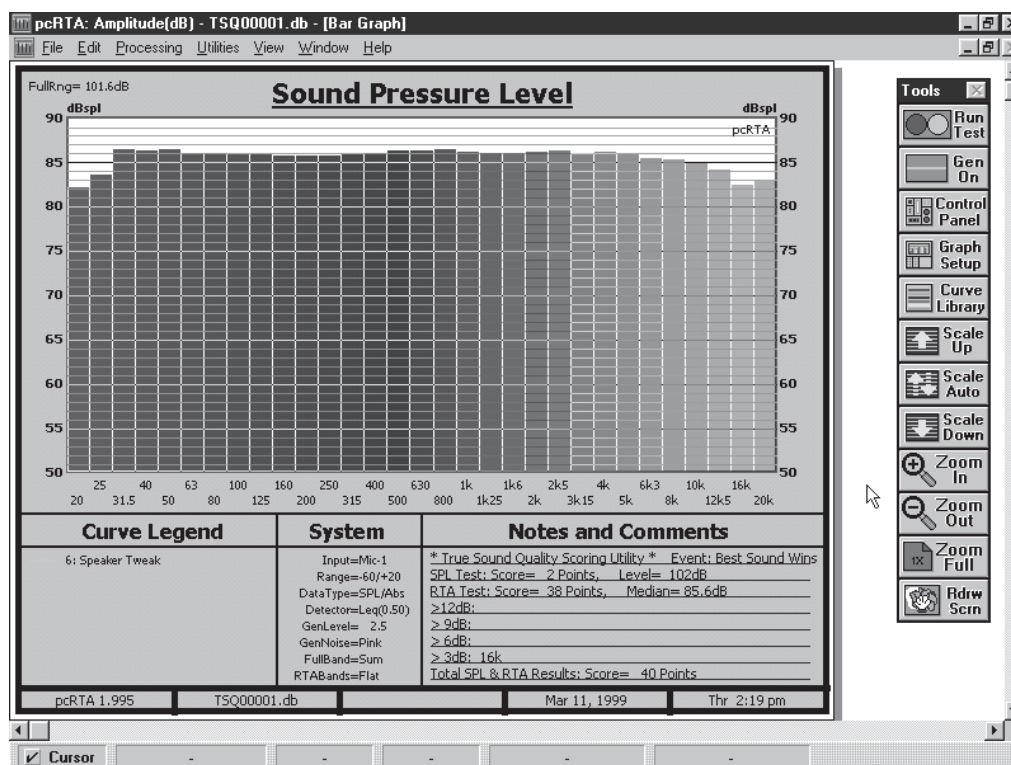 pcRTA: Amplitude(dB) - TSQ00001.db - [Bar Graph]
File Edit Processing Utilities View Window Help
FullRng= 101.6dB
Sound Pressure Level
dBspl dBspl
pcRTA
90 90
85 85
80 80
75 75
70 70
65 65
60 60
55 55
50 50
25 40 63 100 160 250 400 630 1k 1k6 2k5 4k 6k3 10k 16k
20 31.5 50 80 125 200 315 500 800 1k25 2k 3k15 5k 8k 12k5 20k
Curve Legend
6: Speaker Tweak
System
Input=Mic-1
Range=-60/+20
DataType=SPL/Abs
Detector=Leq(0.50)
GenLevel= 2.5
GenNoise=Pink
FullBand=Sum
RTABands=Flat
Notes and Comments
* True Sound Quality Scoring Utility * Event: Best Sound Wins
SPL Test: Score= 2 Points, Level= 102dB
RTA Test: Score= 38 Points, Median= 85.6dB
>12dB:
> 9dB:
> 6dB:
> 3dB: 16k
Total SPL & RTA Results: Score= 40 Points
pcRTA 1.995 TSQ00001.db Mar 11, 1999 Thr 2:19 pm
Tools
Run Test
Gen On
Control Panel
Graph Setup
Curve Library
Scale Up
Scale Auto
Scale Down
Zoom In
Zoom Out
1X Zoom Full
Rdrw Scrn
Cursor - - - - -